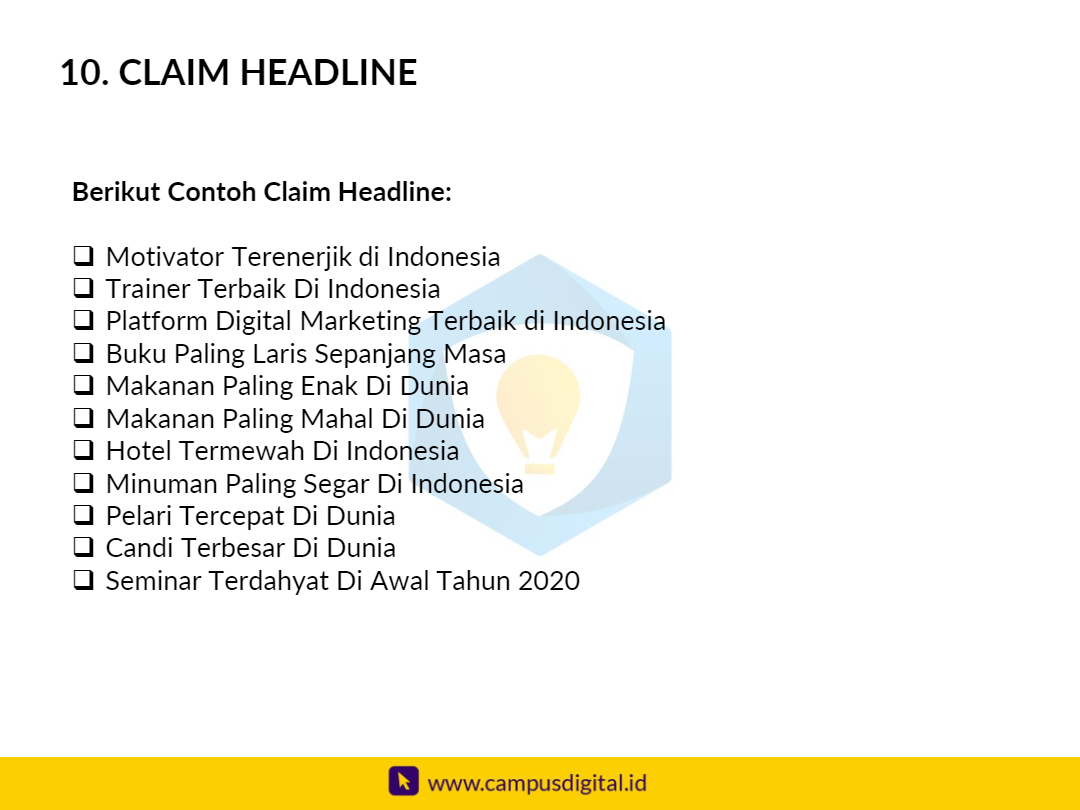 10. CLAIM HEADLINE
Berikut Contoh Claim Headline:
❑ Motivator Terenerjik di Indonesia
❑ Trainer Terbaik Di Indonesia
❑ Platform Digital Marketing Terbaik di Indonesia
❑ Buku Paling Laris Sepanjang Masa
❑ Makanan Paling Enak Di Dunia
❑ Makanan Paling Mahal Di Dunia
❑ Hotel Termewah Di Indonesia
❑ Minuman Paling Segar Di Indonesia
❑ Pelari Tercepat Di Dunia
❑ Candi Terbesar Di Dunia
❑ Seminar Terdahyat Di Awal Tahun 2020
www.campusdigital.id